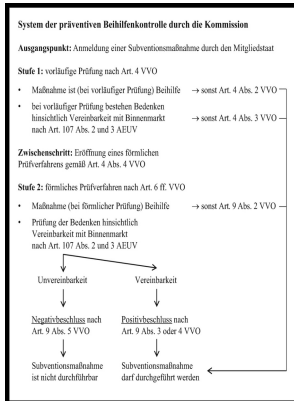 System der präventiven Beihilfenkontrolle durch die Kommission
Ausgangspunkt: Anmeldung einer Subventionsmaßnahme durch den Mitgliedstaat
Stufe 1: vorläufige Prüfung nach Art. 4 VVO
• Maßnahme ist (bei vorläufiger Prüfung) Beihilfe → sonst Art. 4 Abs. 2 VVO
• bei vorläufiger Prüfung bestehen Bedenken → sonst Art. 4 Abs. 3 VVO
hinsichtlich Vereinbarkeit mit Binnenmarkt
nach Art. 107 Abs. 2 und 3 AEUV
Zwischenschritt: Eröffnung eines förmlichen
Prüfverfahrens gemäß Art. 4 Abs. 4 VVO
Stufe 2: förmliches Prüfverfahren nach Art. 6 ff. VVO
• Maßnahme (bei förmlicher Prüfung) Beihilfe → sonst Art. 9 Abs. 2 VVO
• Prüfung der Bedenken hinsichtlich
Vereinbarkeit mit Binnenmarkt
nach Art. 107 Abs. 2 und 3 AEUV
Unvereinbarkeit Vereinbarkeit
Negativbeschluss nach Positivbeschluss nach
Art. 9 Abs. 5 VVO Art. 9 Abs. 3 oder 4 VVO
Subventionsmaßnahme Subventionsmaßnahme
ist nicht durchführbar darf durchgeführt werden